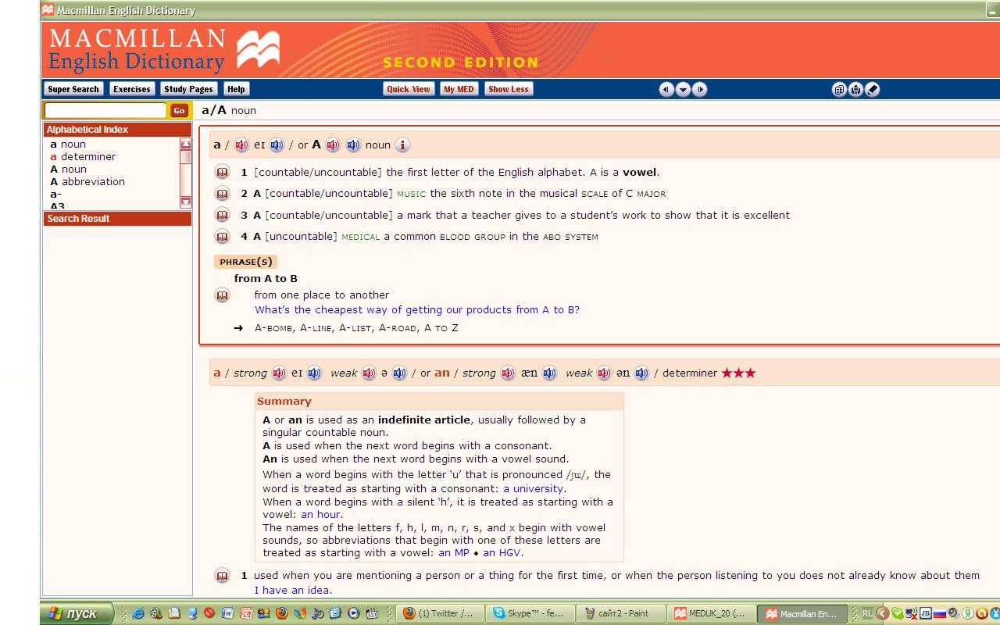 Macmillan English Dictionary
MACMILLAN
English Dictionary
SECOND EDITION
Super Search Exercises Study Pages Help Quick View My MED Show Less
Go
a/A noun
Alphabetical Index
a noun
a determiner
A noun
A abbreviation
a-
A3
Search Result
a / eɪ / or A noun i
1 [countable/uncountable] the first letter of the English alphabet. A is a vowel.
2 A [countable/uncountable] MUSIC the sixth note in the musical SCALE of C MAJOR
3 A [countable/uncountable] a mark that a teacher gives to a student’s work to show that it is excellent
4 A [uncountable] MEDICAL a common BLOOD GROUP in the ABO SYSTEM
PHRASE(S)
from A to B
from one place to another
What’s the cheapest way of getting our products from A to B?
➔ A-BOMB, A-LINE, A-LIST, A-ROAD, A TO Z
a / strong eɪ weak ə / or an / strong æn weak ən / determiner ★★★
Summary
A or an is used as an indefinite article, usually followed by a
singular countable noun.
A is used when the next word begins with a consonant.
An is used when the next word begins with a vowel sound.
When a word begins with the letter ‘u’ that is pronounced /juː/, the
word is treated as starting with a consonant: a university.
When a word begins with a silent ‘h’, it is treated as starting with a
vowel: an hour.
The names of the letters f, h, l, m, n, r, s, and x begin with vowel
sounds, so abbreviations that begin with one of these letters are
treated as starting with a vowel: an MP ♦ an HGV.
1 used when you are mentioning a person or a thing for the first time, or when the person listening to you does not already know about them
I have an idea.
пуск (1) Twitter /... Skype™ - fe... сайт2 - Paint MEDUK_20 (... Macmillan En... RU